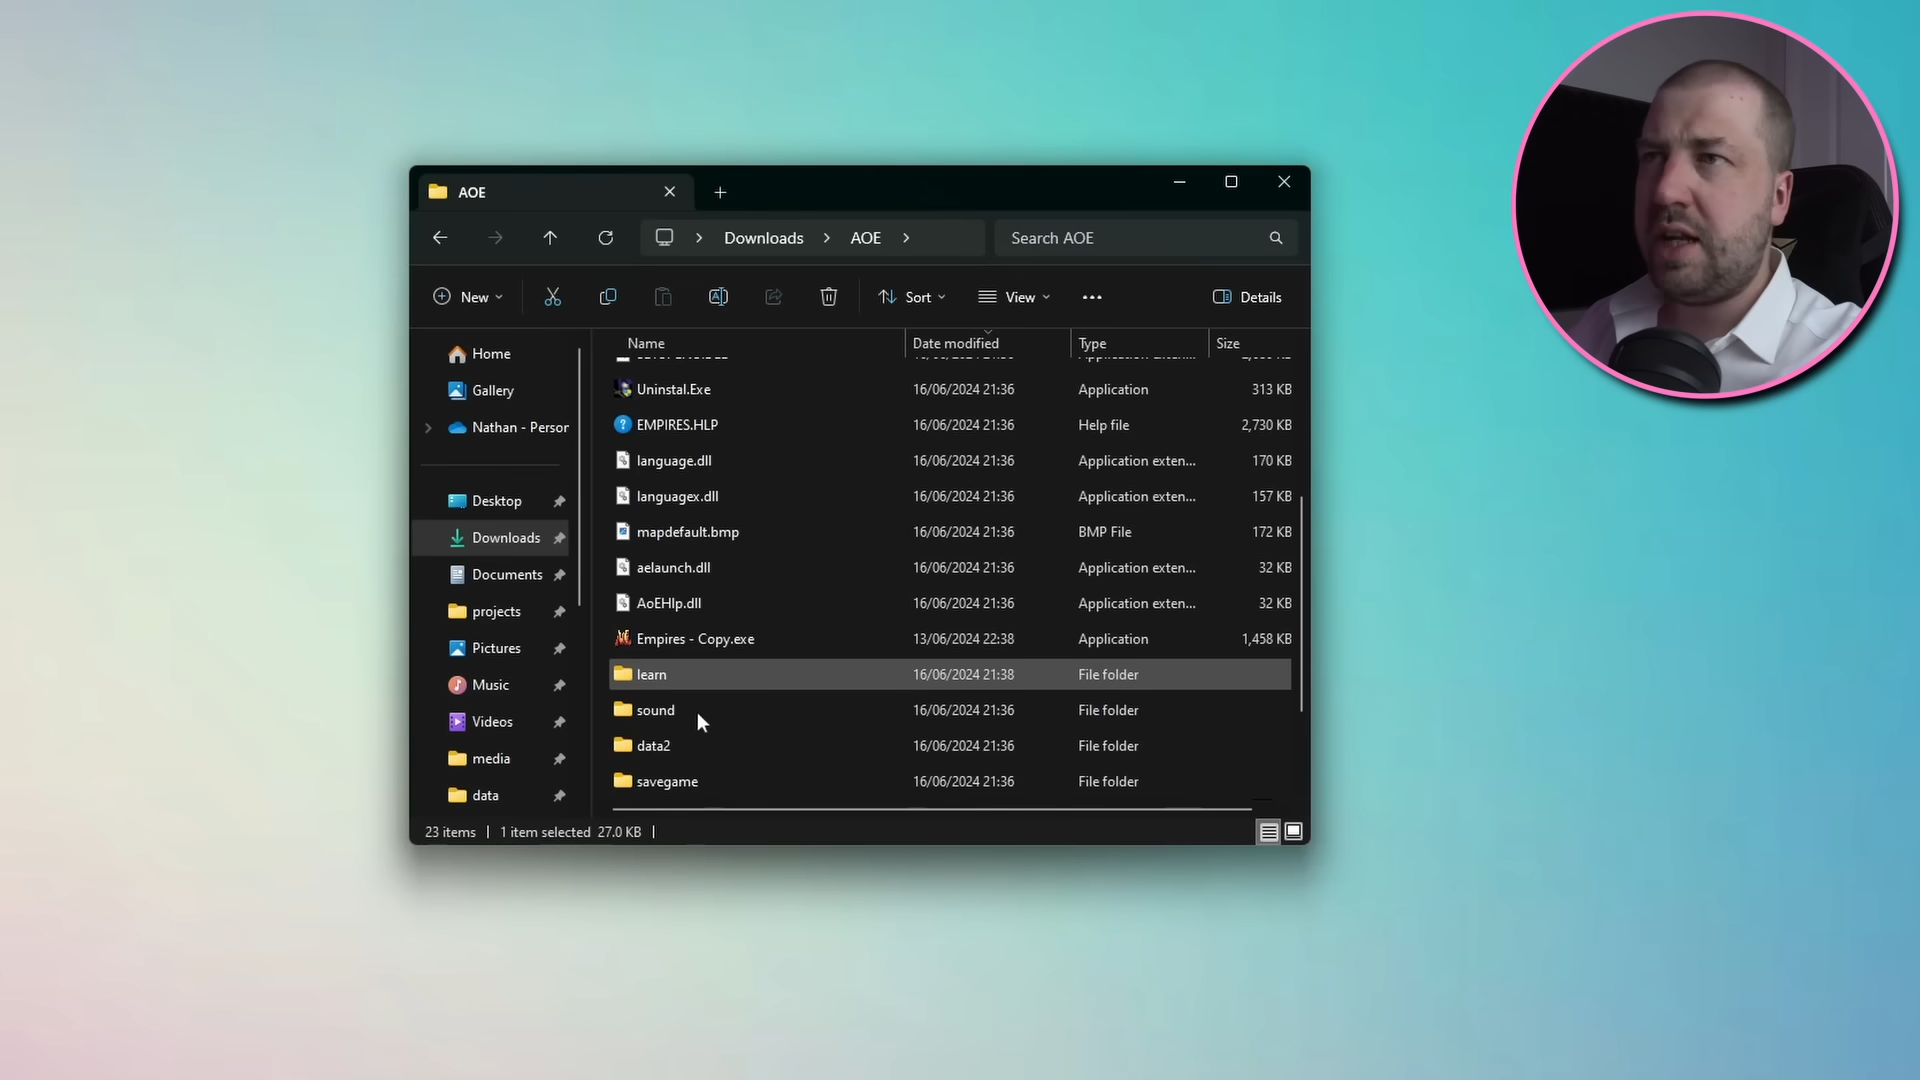 AOE
Downloads
AOE
Search AOE
New
Sort
View
Details
Name
Date modified
Type
Size
Home
Gallery
Nathan - Person
Desktop
Downloads
Documents
projects
Pictures
Music
Videos
media
data
Uninstal.Exe 16/06/2024 21:36 Application 313 KB
EMPIRES.HLP 16/06/2024 21:36 Help file 2,730 KB
language.dll 16/06/2024 21:36 Application exten... 170 KB
languagex.dll 16/06/2024 21:36 Application exten... 157 KB
mapdefault.bmp 16/06/2024 21:36 BMP File 172 KB
aelaunch.dll 16/06/2024 21:36 Application exten... 32 KB
AoEHlp.dll 16/06/2024 21:36 Application exten... 32 KB
Empires - Copy.exe 13/06/2024 22:38 Application 1,458 KB
learn 16/06/2024 21:38 File folder
sound 16/06/2024 21:36 File folder
data2 16/06/2024 21:36 File folder
savegame 16/06/2024 21:36 File folder
23 items 1 item selected 27.0 KB